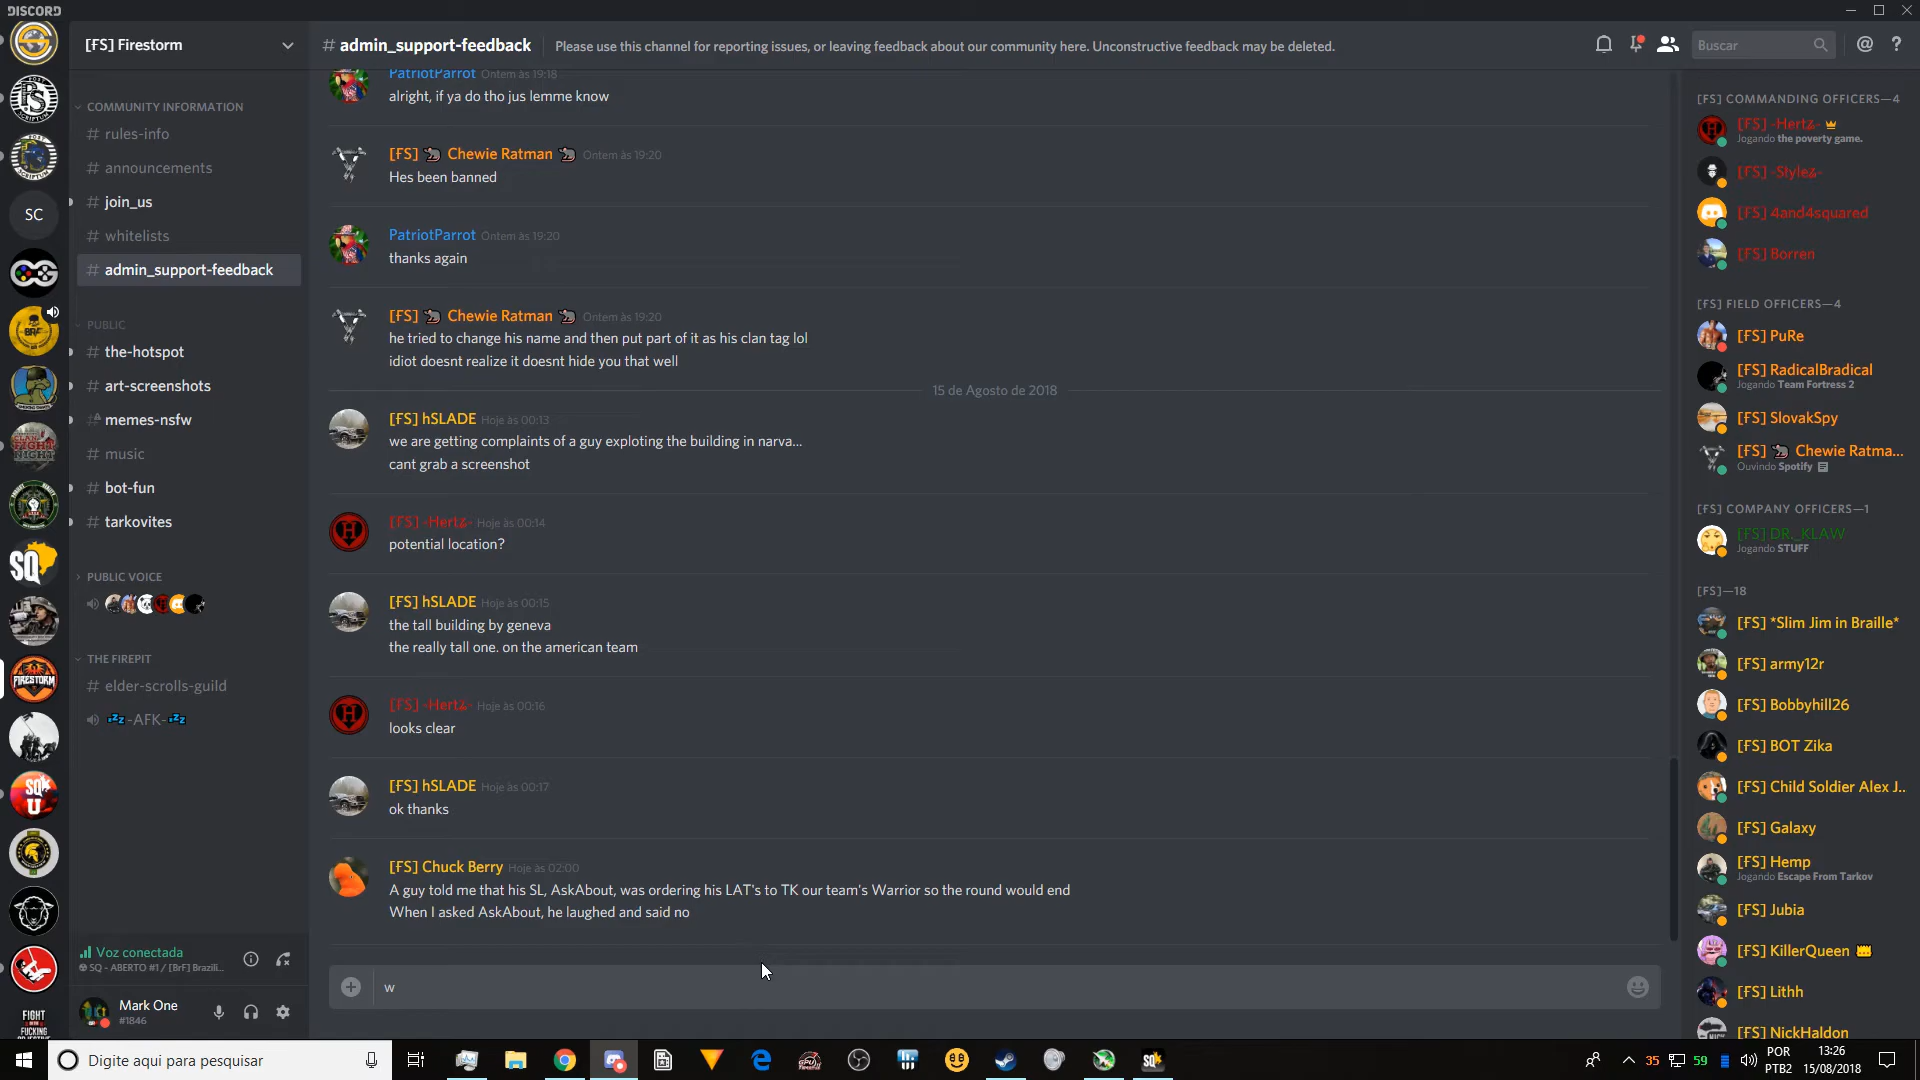 DISCORD
[FS] Firestorm
# admin_support-feedback
Please use this channel for reporting issues, or leaving feedback about our community here. Unconstructive feedback may be deleted.
Buscar
SC
COMMUNITY INFORMATION
# rules-info
# announcements
# join_us
# whitelists
# admin_support-feedback
PUBLIC
# the-hotspot
# art-screenshots
# memes-nsfw
# music
# bot-fun
# tarkovites
PUBLIC VOICE
THE FIREPIT
# elder-scrolls-guild
-AFK-
Voz conectada
SQ - ABERTO #1 / [BrF] Brazili...
Mark One
#1846
PatriotParrot Ontem às 19:18
alright, if ya do tho jus lemme know
[FS] Chewie Ratman Ontem às 19:20
Hes been banned
PatriotParrot Ontem às 19:20
thanks again
[FS] Chewie Ratman Ontem às 19:20
he tried to change his name and then put part of it as his clan tag lol
idiot doesnt realize it doesnt hide you that well
15 de Agosto de 2018
[FS] hSLADE Hoje às 00:13
we are getting complaints of a guy exploting the building in narva...
cant grab a screenshot
[FS] -Hertz- Hoje às 00:14
potential location?
[FS] hSLADE Hoje às 00:15
the tall building by geneva
the really tall one. on the american team
[FS] -Hertz- Hoje às 00:16
looks clear
[FS] hSLADE Hoje às 00:17
ok thanks
[FS] Chuck Berry Hoje às 02:00
A guy told me that his SL, AskAbout, was ordering his LAT's to TK our team's Warrior so the round would end
When I asked AskAbout, he laughed and said no
w
[FS] COMMANDING OFFICERS—4
[FS] -Hertz-
Jogando the poverty game.
[FS] -Stylez-
[FS] 4and4squared
[FS] Borren
[FS] FIELD OFFICERS—4
[FS] PuRe
[FS] RadicalBradical
Jogando Team Fortress 2
[FS] SlovakSpy
[FS] Chewie Ratma...
Ouvindo Spotify
[FS] COMPANY OFFICERS—1
[FS] DR._KLAW
Jogando STUFF
[FS]—18
[FS] *Slim Jim in Braille*
[FS] army12r
[FS] Bobbyhill26
[FS] BOT Zika
[FS] Child Soldier Alex J..
[FS] Galaxy
[FS] Hemp
Jogando Escape From Tarkov
[FS] Jubia
[FS] KillerQueen
[FS] Lithh
[FS] NickHaldon
FIRESTORM
FIGHT
Digite aqui para pesquisar
35
59
POR
PTB2
13:26
15/08/2018